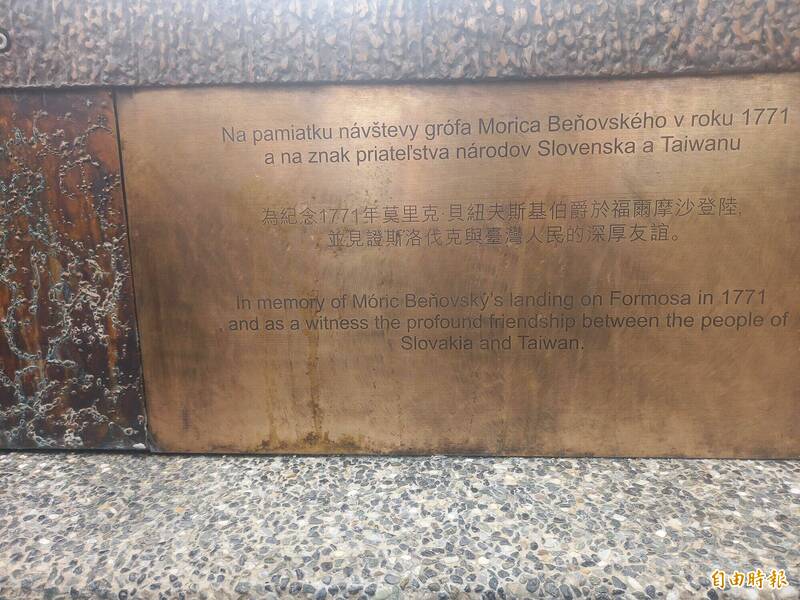 Na pamiatku návštevy grófa Morica Beňovského v roku 1771
a na znak priateľstva národov Slovenska a Taiwanu
為紀念1771年莫里克·貝紐夫斯基伯爵於福爾摩沙登陸,
並見證斯洛伐克與臺灣人民的深厚友誼。
In memory of Móric Beňovský's landing on Formosa in 1771
and as a witness the profound friendship between the people of
Slovakia and Taiwan.
自由時報